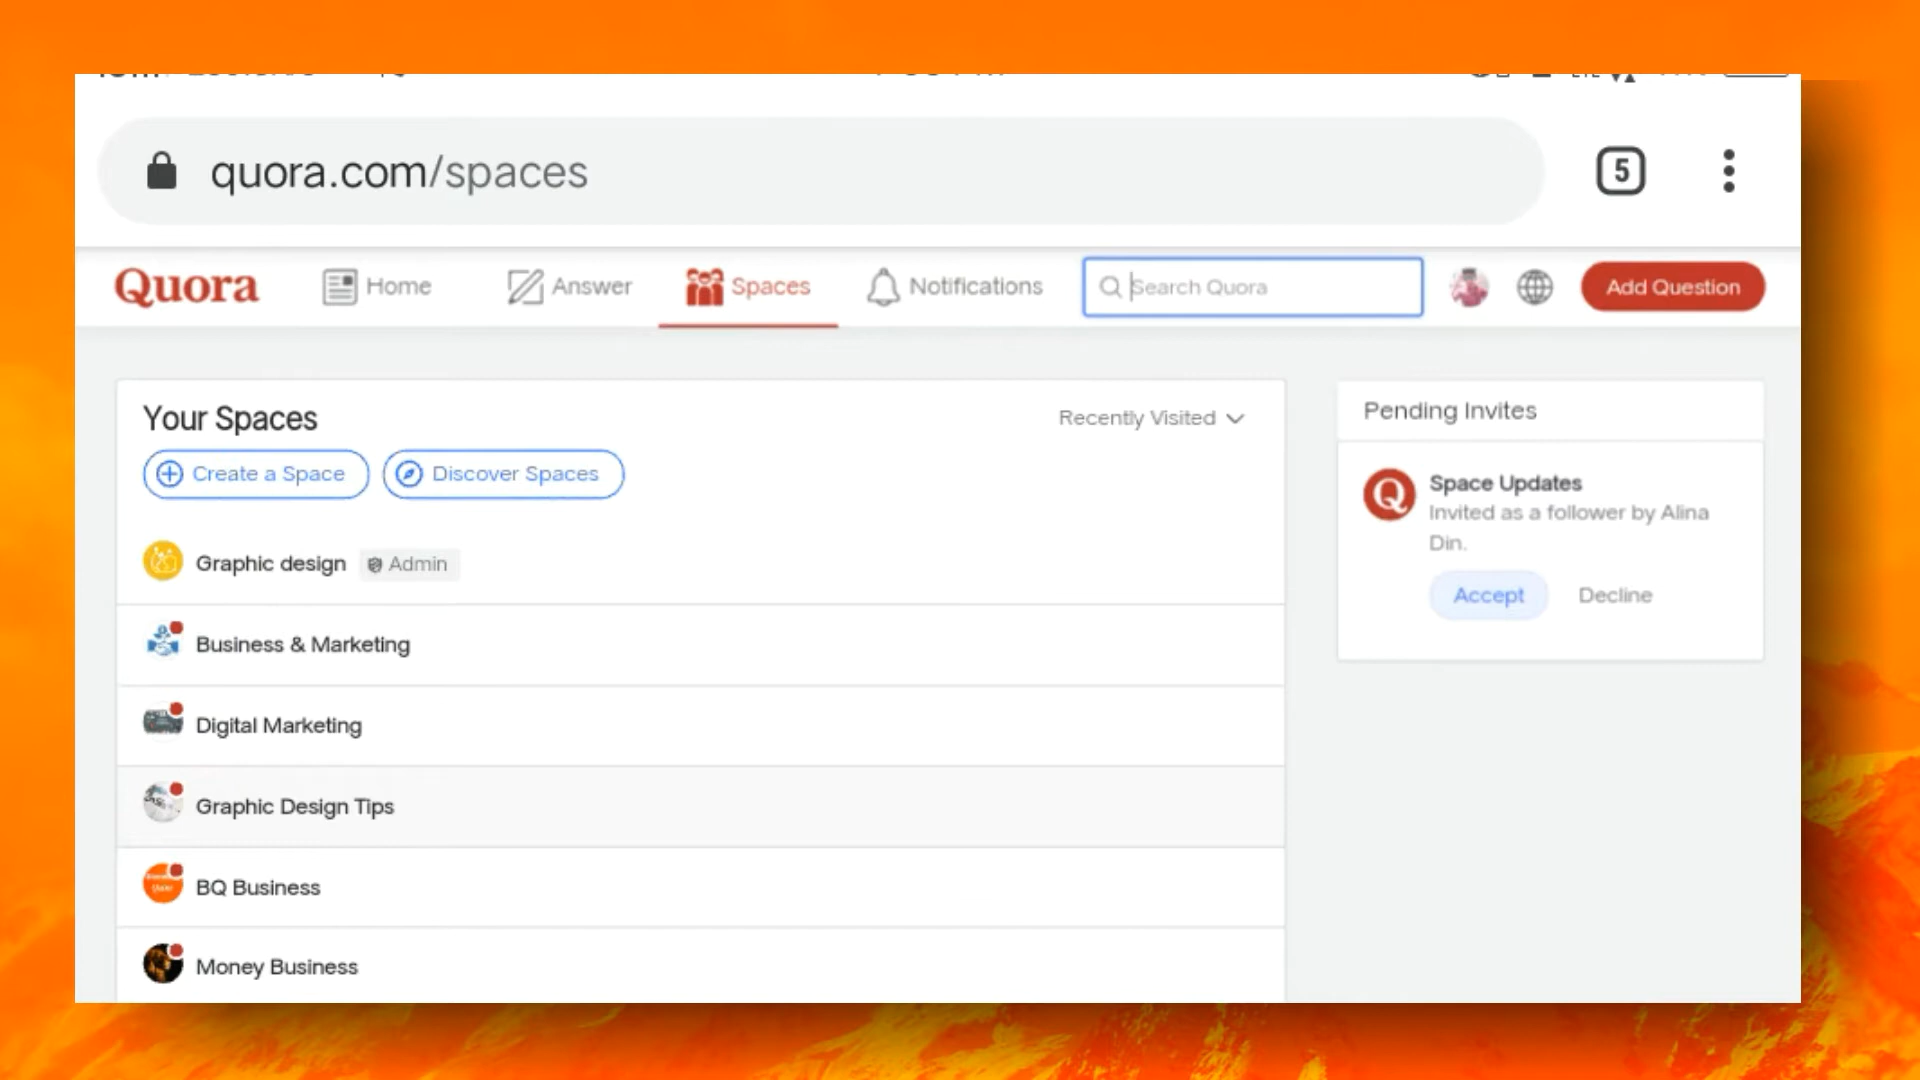 quora.com/spaces
5
Quora
Home
Answer
Spaces
Notifications
Search Quora
Add Question
Your Spaces
Recently Visited
Create a Space
Discover Spaces
Graphic design
Admin
Business & Marketing
Digital Marketing
Graphic Design Tips
BQ Business
Money Business
Pending Invites
Q
Space Updates
Invited as a follower by Alina
Din.
Accept
Decline